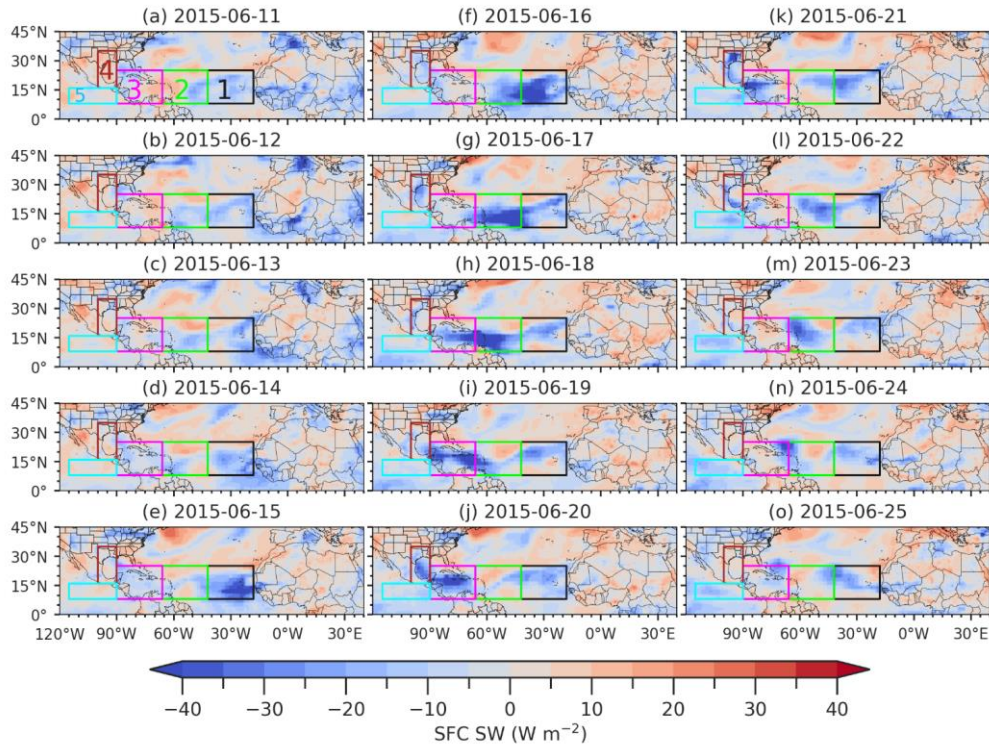 (a) 2015-06-11 (f) 2015-06-16 (k) 2015-06-21
45°N
30°N
15°N
0°
4
3
2
1
5
(b) 2015-06-12 (g) 2015-06-17 (l) 2015-06-22
45°N
30°N
15°N
0°
(c) 2015-06-13 (h) 2015-06-18 (m) 2015-06-23
45°N
30°N
15°N
0°
(d) 2015-06-14 (i) 2015-06-19 (n) 2015-06-24
45°N
30°N
15°N
0°
(e) 2015-06-15 (j) 2015-06-20 (o) 2015-06-25
45°N
30°N
15°N
0°
120°W 90°W 60°W 30°W 0°W 30°E 90°W 60°W 30°W 0°W 30°E 90°W 60°W 30°W 0°W 30°E
−40 −30 −20 −10 0 10 20 30 40
SFC SW (W m⁻²)